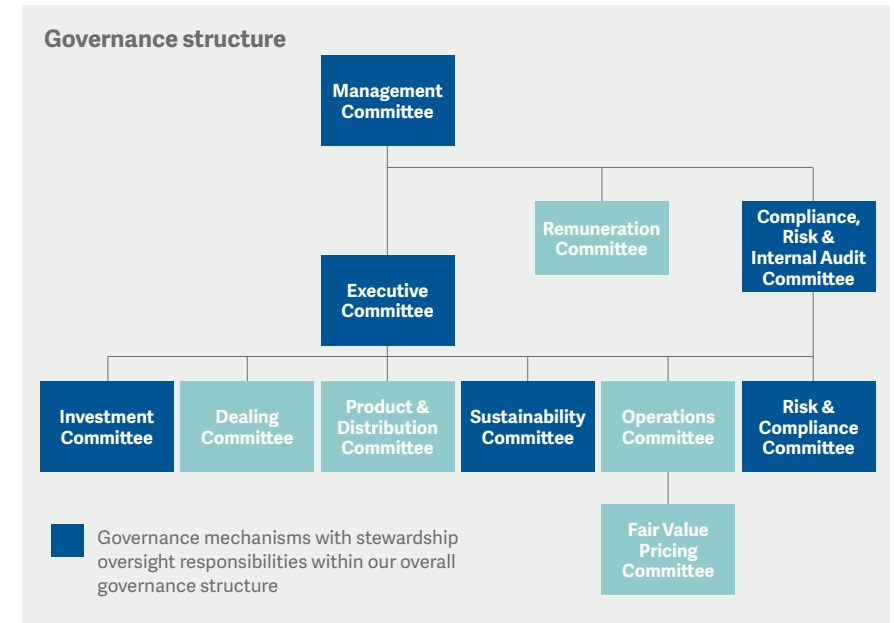 Governance structure
Management
Committee
Remuneration
Committee
Compliance,
Risk &
Internal Audit
Committee
Executive
Committee
Investment
Committee
Dealing
Committee
Product &
Distribution
Committee
Sustainability
Committee
Operations
Committee
Risk &
Compliance
Committee
Fair Value
Pricing
Committee
Governance mechanisms with stewardship
oversight responsibilities within our overall
governance structure